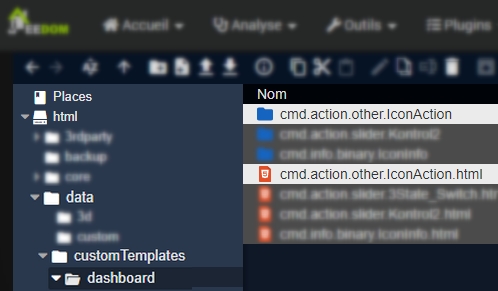 JEEDOM
Accueil Analyse Outils Plugins
Places
html
3rdparty
backup
core
data
3d
custom
customTemplates
dashboard
Nom
cmd.action.other.IconAction
cmd.action.slider.Kontrol2
cmd.info.binary.IconInfo
cmd.action.other.IconAction.html
cmd.action.slider.3State_Switch.ht
cmd.action.slider.Kontrol2.html
cmd.info.binary.IconInfo.html